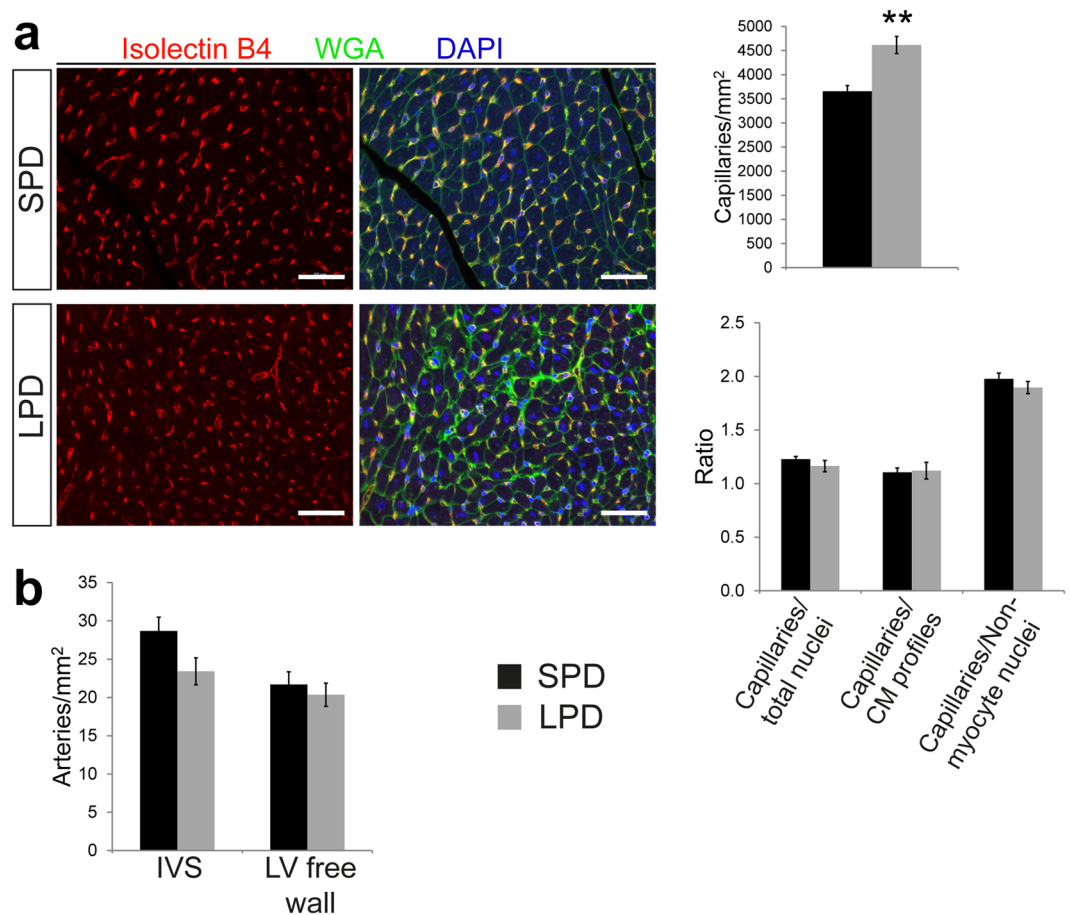 a
Isolectin B4 WGA DAPI
SPD
LPD
**
Capillaries/mm²
5000
4500
4000
3500
3000
2500
2000
1500
1000
500
0
Ratio
2.5
2.0
1.5
1.0
0.5
0.0
Capillaries/
total nuclei
Capillaries/
CM profiles
Capillaries/Non-
myocyte nuclei
b
Arteries/mm²
35
30
25
20
15
10
5
0
IVS
LV free
wall
SPD
LPD